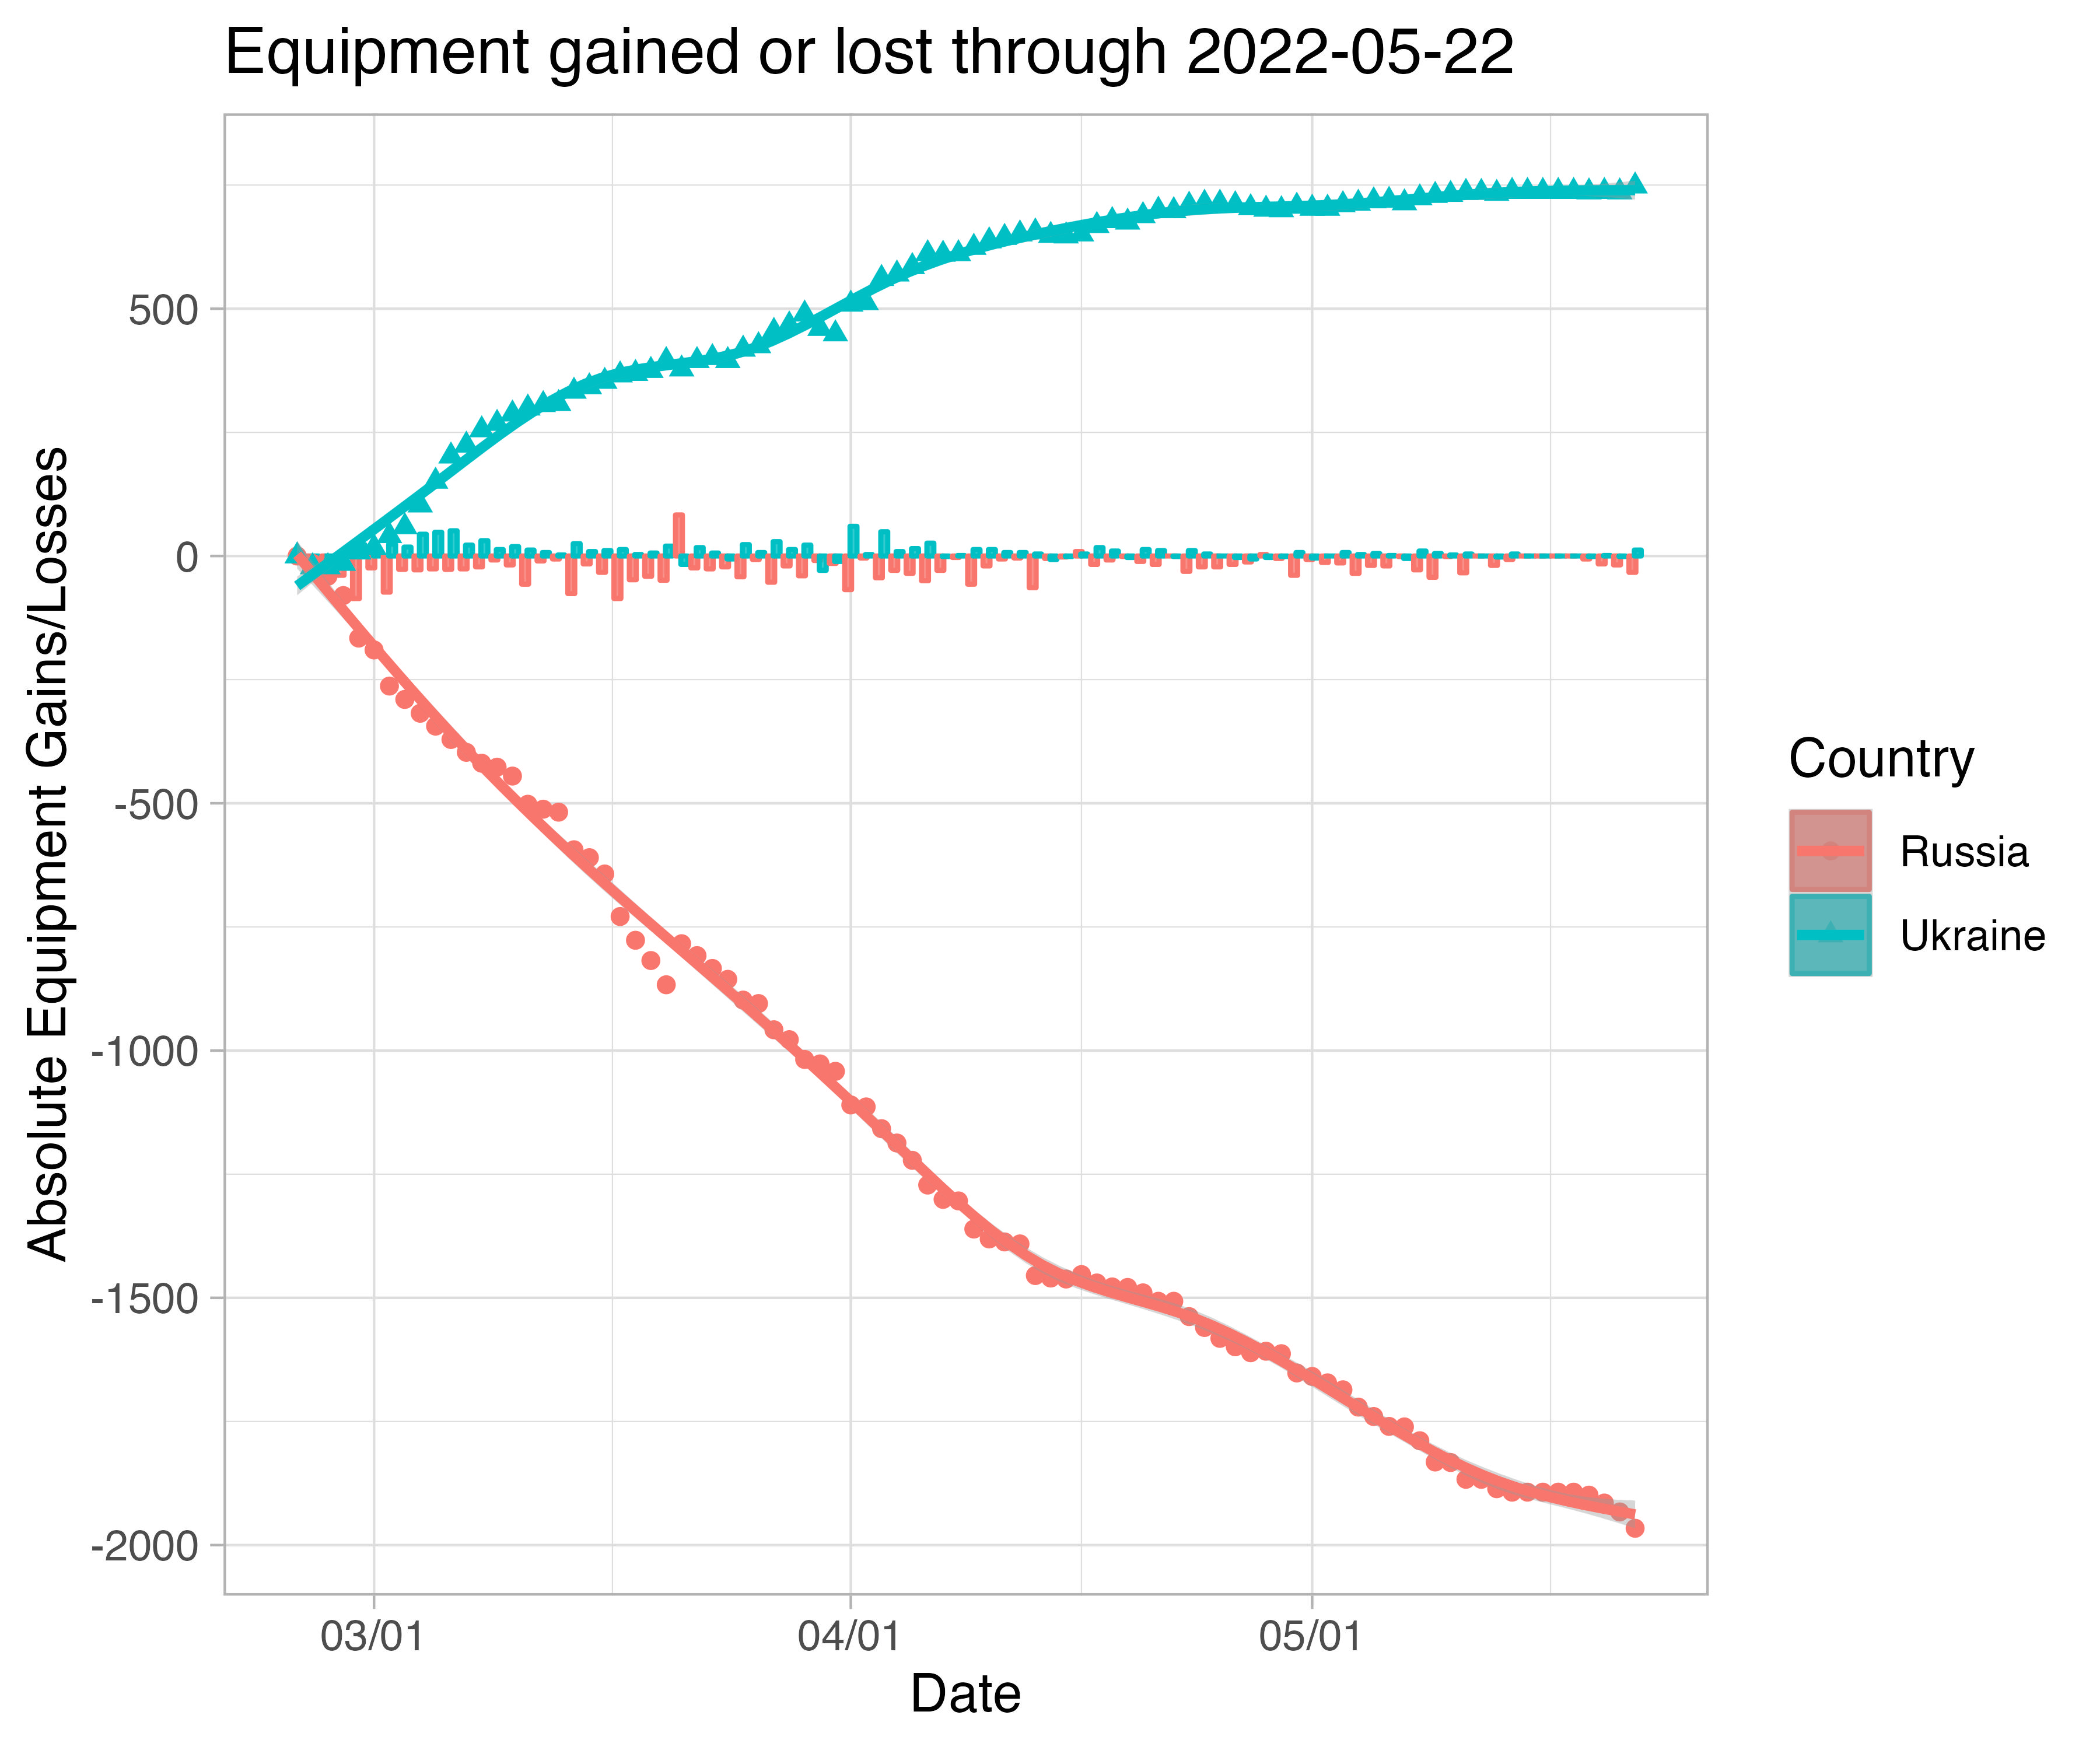 Equipment gained or lost through 2022-05-22
Absolute Equipment Gains/Losses
500
0
-500
-1000
-1500
-2000
03/01
04/01
05/01
Date
Country
Russia
Ukraine